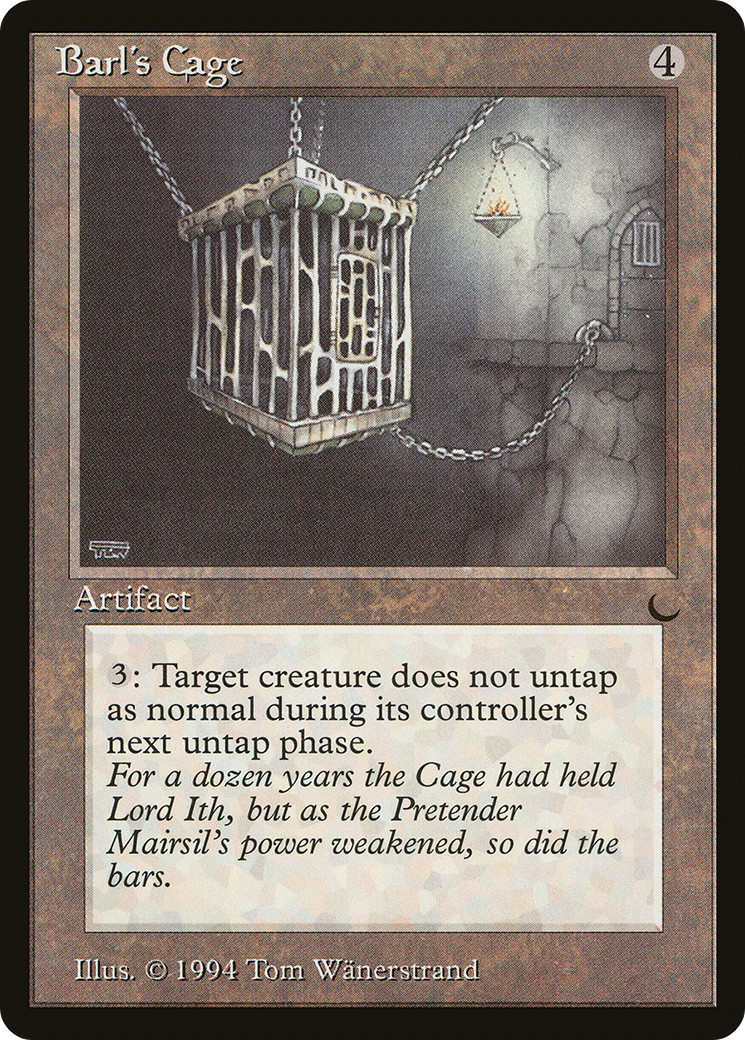 Barl's Cage
4
Artifact
3: Target creature does not untap
as normal during its controller's
next untap phase.
For a dozen years the Cage had held
Lord Ith, but as the Pretender
Mairsil's power weakened, so did the
bars.
Illus. © 1994 Tom Wänerstrand